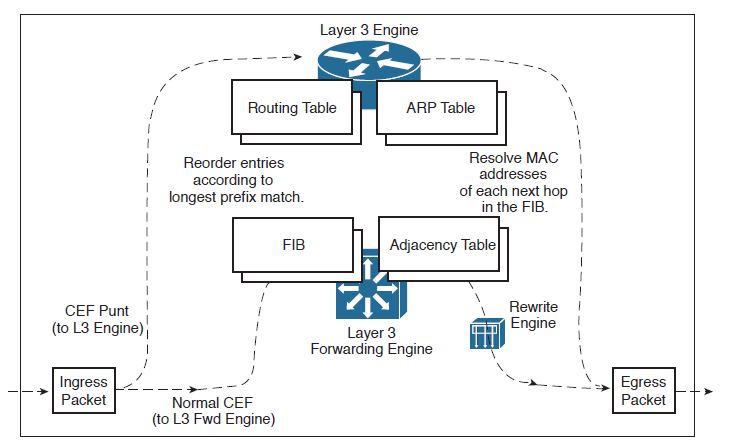 Layer 3 Engine
Routing Table
ARP Table
Reorder entries
according to
longest prefix match.
Resolve MAC
addresses
of each next hop
in the FIB.
FIB
Adjacency Table
CEF Punt
(to L3 Engine)
Rewrite
Engine
Layer 3
Forwarding Engine
Ingress
Packet
Normal CEF
(to L3 Fwd Engine)
Egress
Packet